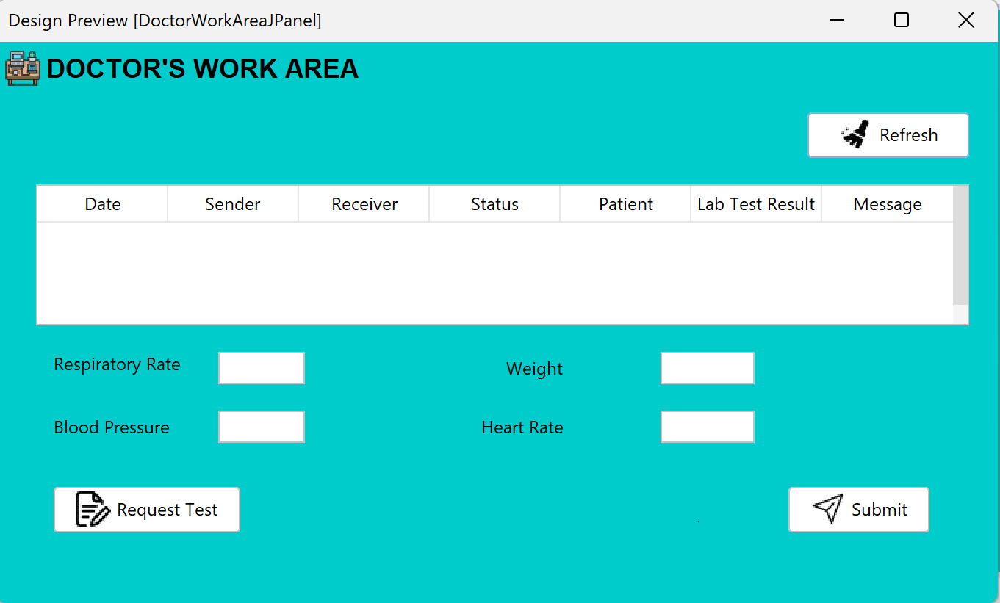 Design Preview [DoctorWorkAreaJPanel]
DOCTOR'S WORK AREA
Refresh
Date Sender Receiver Status Patient Lab Test Result Message
Respiratory Rate Weight
Blood Pressure Heart Rate
Request Test Submit